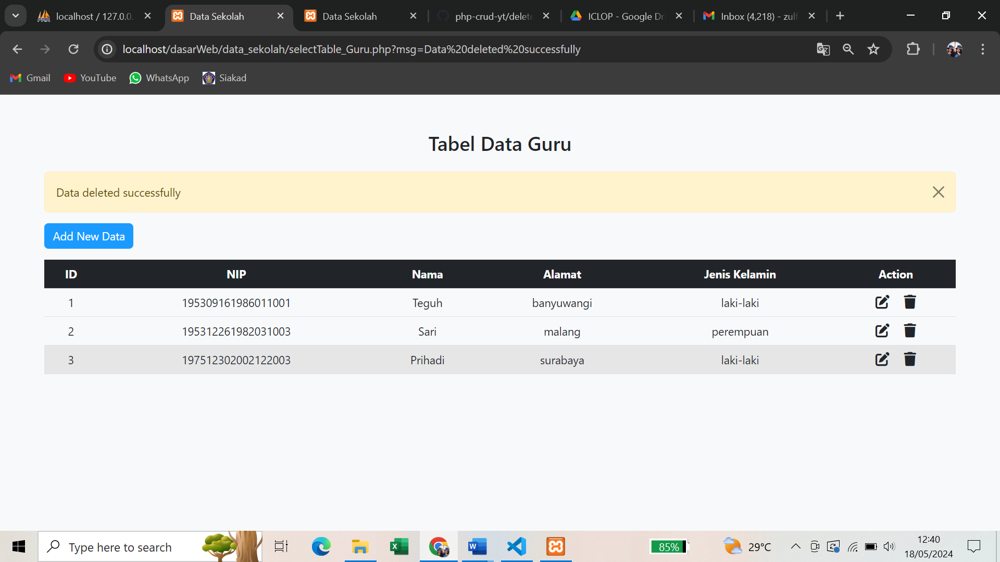 localhost / 127.0.0.
Data Sekolah
Data Sekolah
php-crud-yt/delete
ICLOP - Google Dri
Inbox (4,218) - zulf
localhost/dasarWeb/data_sekolah/selectTable_Guru.php?msg=Data%20deleted%20successfully
Gmail YouTube WhatsApp Siakad
Tabel Data Guru
Data deleted successfully
Add New Data
ID NIP Nama Alamat Jenis Kelamin Action
1 195309161986011001 Teguh banyuwangi laki-laki
2 195312261982031003 Sari malang perempuan
3 197512302002122003 Prihadi surabaya laki-laki
Type here to search
85%
29°C
12:40
18/05/2024